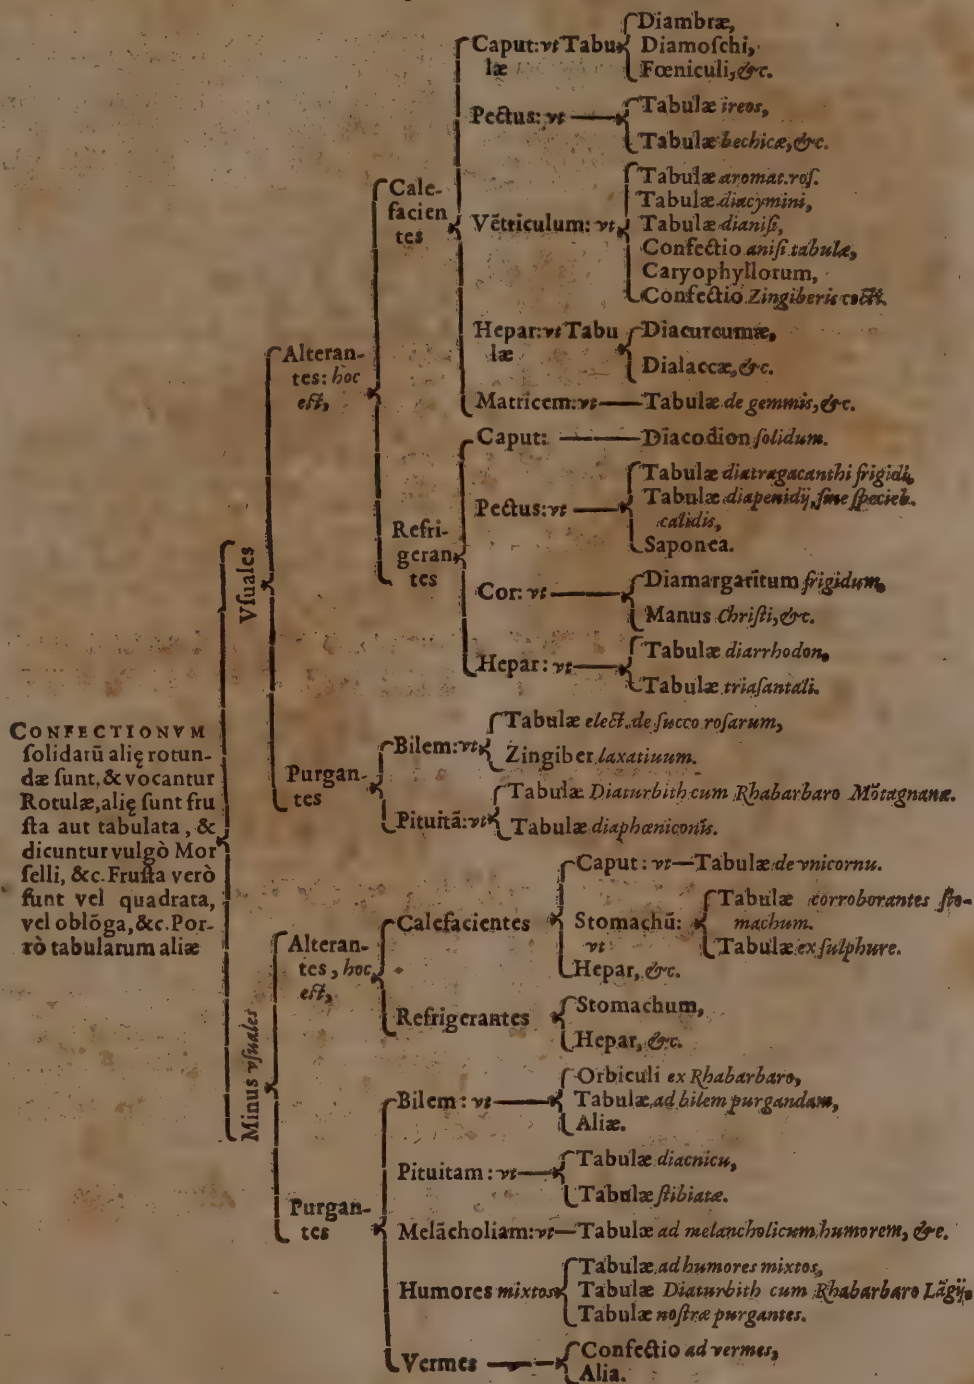 Diambræ,
Caput: vt Tabu
læ
Diamoſchi,
Fœniculi, &c.
Pectus: vt
Tabulæ ireos,
Tabulæ bechicæ, &c.
Cale-
facien
tes
Vētriculum: vt
Tabulæ aromat. roſ.
Tabulæ diacymini,
Tabulæ dianiſi,
Confectio aniſi tabulæ,
Caryophyllorum,
Confectio Zingiberis
Hepar: vt Tabu
læ
Diacurcumæ,
Dialaccæ, &c.
Alteran-
tes: hoc
eſt,
Matricem: vt
Tabulæ de gemmis, &c.
Caput:
Diacodion ſolidum.
Refri-
geran
tes
Pectus: vt
Tabulæ diatragacanthi frigidi,
Tabulæ diapenidij, ſine ſpecieb.
calidis,
Saponea.
Cor: vt
Diamargaritum frigidum,
Manus Chriſti, &c.
Hepar: vt
Tabulæ diarrhodon,
Tabulæ triaſantali.
Vſuales
CONFECTIONVM
ſolidarū alię rotun-
dæ ſunt, & vocantur
Rotulæ, alię ſunt fru
ſta aut tabulata, &
dicuntur vulgò Mor
ſelli, &c. Fruſta verò
ſunt vel quadrata,
vel oblōga, &c. Por-
rò tabularum aliæ
Purgan-
tes
Bilem: vt
Tabulæ elect. de ſucco roſarum,
Zingiber laxatiuum.
Pituitā: vt
Tabulæ Diaturbith cum Rhabarbaro Mōtagnanæ.
Tabulæ diaphœniconis.
Minus vſuales
Alteran-
tes, hoc
eſt,
Calefacientes
Caput: vt
Tabulæ de vnicornu.
Stomachū:
vt
Tabulæ corroborantes ſto-
machum.
Tabulæ ex ſulphure.
Hepar, &c.
Refrigerantes
Stomachum,
Hepar, &c.
Purgan-
tes
Bilem: vt
Orbiculi ex Rhabarbaro,
Tabulæ ad bilem purgandam,
Aliæ.
Pituitam: vt
Tabulæ diacnicu,
Tabulæ ſtibiatæ.
Melācholiam: vt
Tabulæ ad melancholicum humorem, &c.
Humores mixtos
Tabulæ ad humores mixtos,
Tabulæ Diaturbith cum Rhabarbaro Lāgij,
Tabulæ noſtræ purgantes.
Vermes
Confectio ad vermes,
Alia.